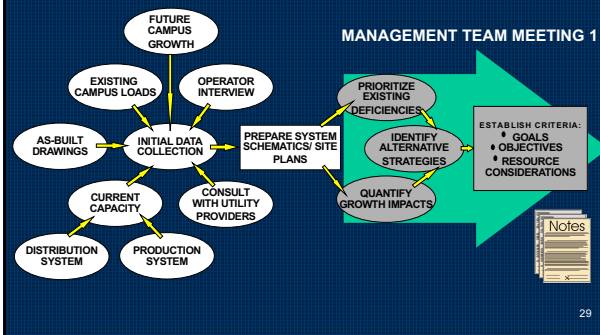 FUTURE
CAMPUS
GROWTH
MANAGEMENT TEAM MEETING 1
EXISTING
CAMPUS LOADS
OPERATOR
INTERVIEW
PRIORITIZE
EXISTING
DEFICIENCIES
AS-BUILT
DRAWINGS
INITIAL DATA
COLLECTION
PREPARE SYSTEM
SCHEMATICS/ SITE
PLANS
IDENTIFY
ALTERNATIVE
STRATEGIES
ESTABLISH CRITERIA:
• GOALS
• OBJECTIVES
• RESOURCE
CONSIDERATIONS
CURRENT
CAPACITY
CONSULT
WITH UTILITY
PROVIDERS
QUANTIFY
GROWTH IMPACTS
DISTRIBUTION
SYSTEM
PRODUCTION
SYSTEM
Notes
29